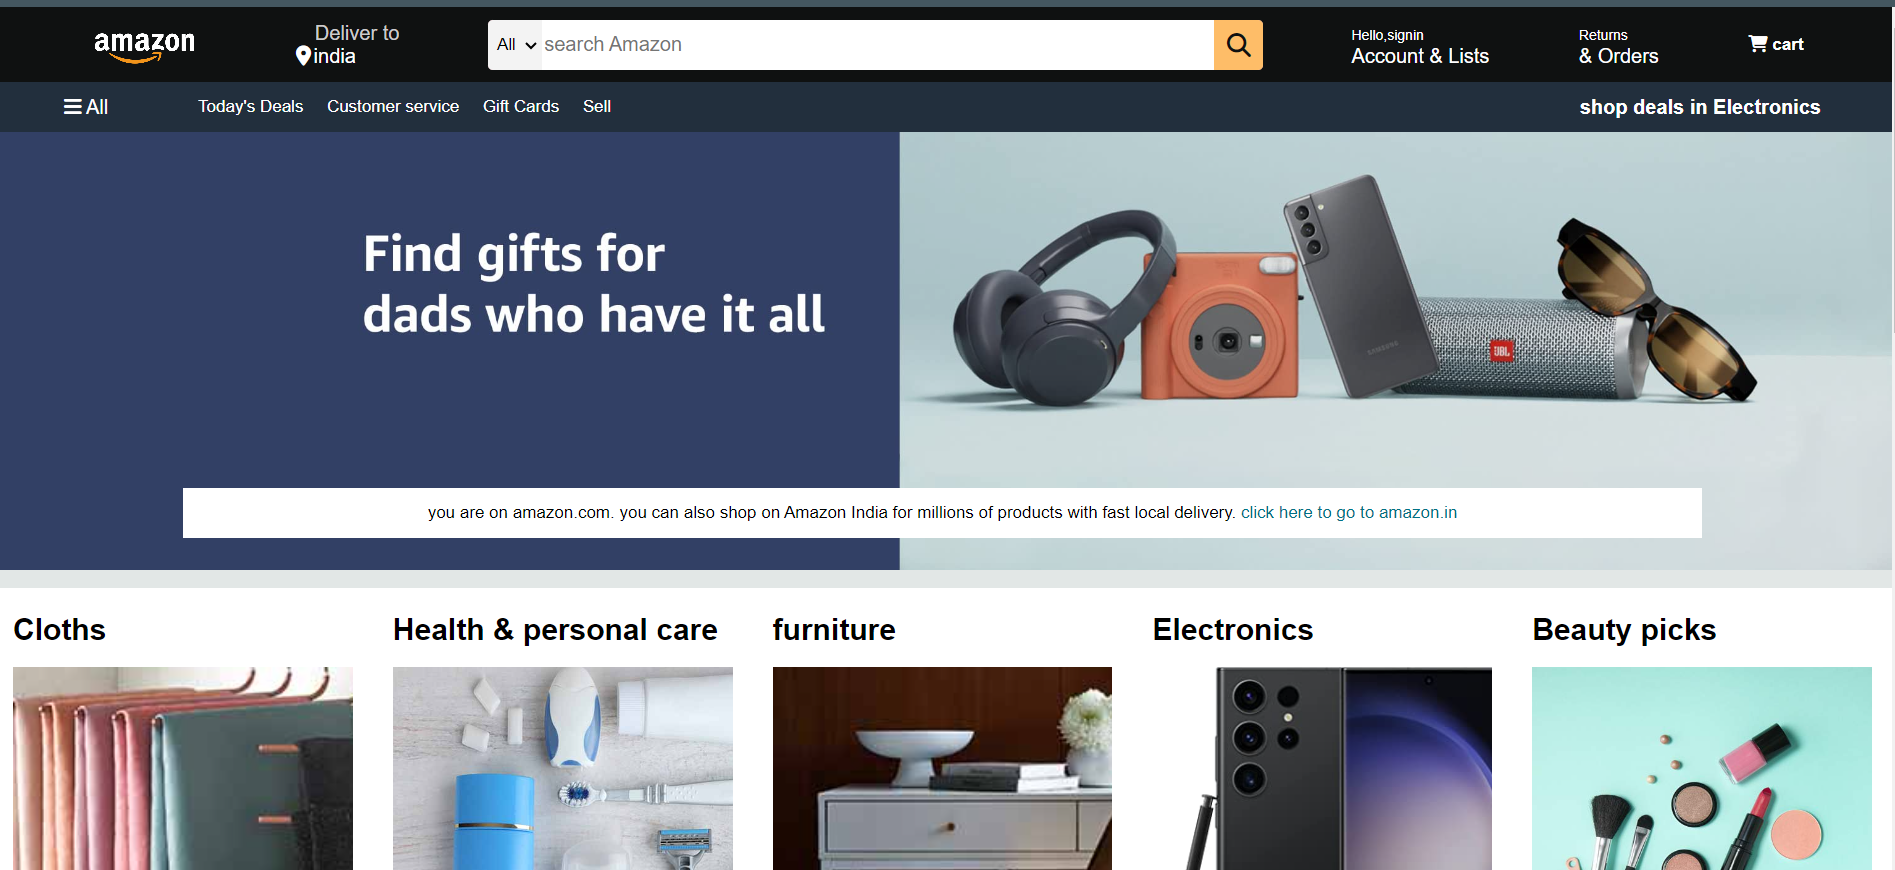 amazon
Deliver to
india
All
search Amazon
Hello,signin
Account & Lists
Returns
& Orders
cart
All
Today's Deals
Customer service
Gift Cards
Sell
shop deals in Electronics
Find gifts for
dads who have it all
SAMSUNG
JBL
you are on amazon.com. you can also shop on Amazon India for millions of products with fast local delivery. click here to go to amazon.in
Cloths
Health & personal care
furniture
Electronics
Beauty picks